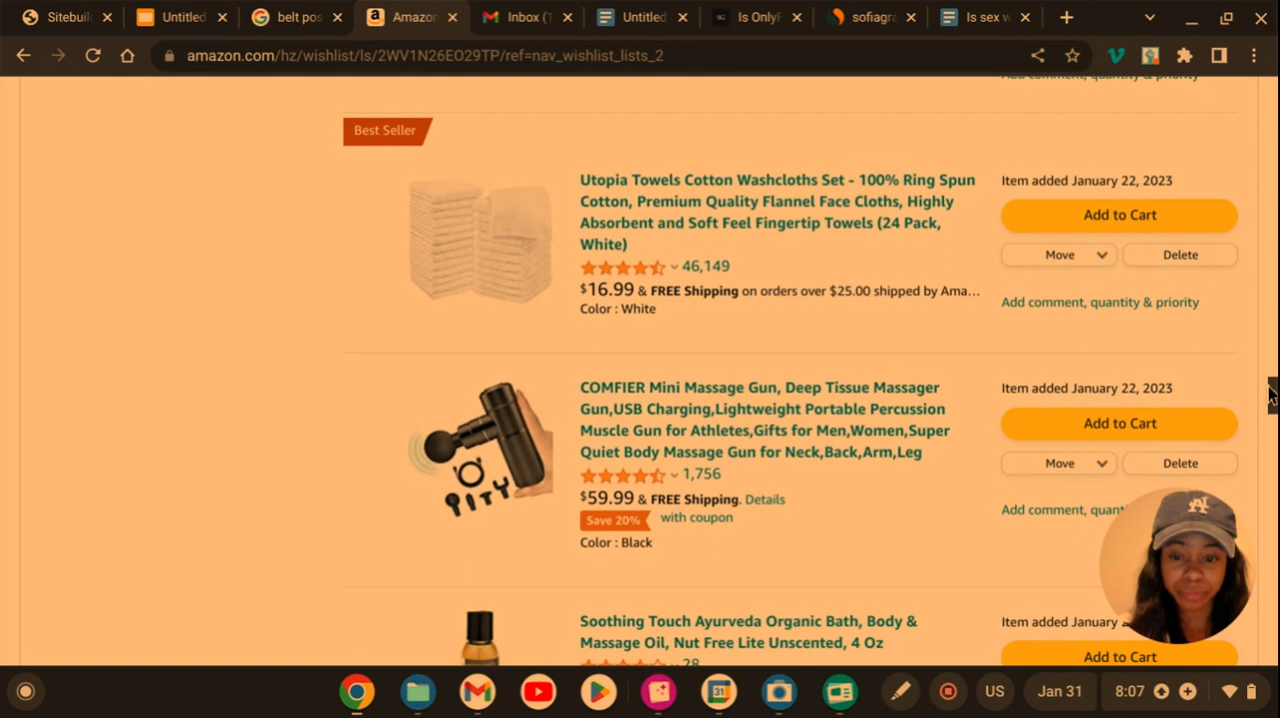 Sitebuil
Untitled
belt pos
Amazon
Inbox (1
Untitled
Is OnlyF
sofiagra
Is sex w
amazon.com/hz/wishlist/ls/2WV1N26EO29TP/ref=nav_wishlist_lists_2
Add comment, quantity & priority
Best Seller
Utopia Towels Cotton Washcloths Set - 100% Ring Spun
Cotton, Premium Quality Flannel Face Cloths, Highly
Absorbent and Soft Feel Fingertip Towels (24 Pack,
White)
46,149
$16.99 & FREE Shipping on orders over $25.00 shipped by Ama...
Color : White
Item added January 22, 2023
Add to Cart
Move
Delete
Add comment, quantity & priority
COMFIER Mini Massage Gun, Deep Tissue Massager
Gun,USB Charging,Lightweight Portable Percussion
Muscle Gun for Athletes,Gifts for Men,Women,Super
Quiet Body Massage Gun for Neck,Back,Arm,Leg
1,756
$59.99 & FREE Shipping. Details
Save 20% with coupon
Color : Black
Item added January 22, 2023
Add to Cart
Move
Delete
Add comment, quant
Soothing Touch Ayurveda Organic Bath, Body &
Massage Oil, Nut Free Lite Unscented, 4 Oz
28
Item added January
Add to Cart
31
US
Jan 31
8:07